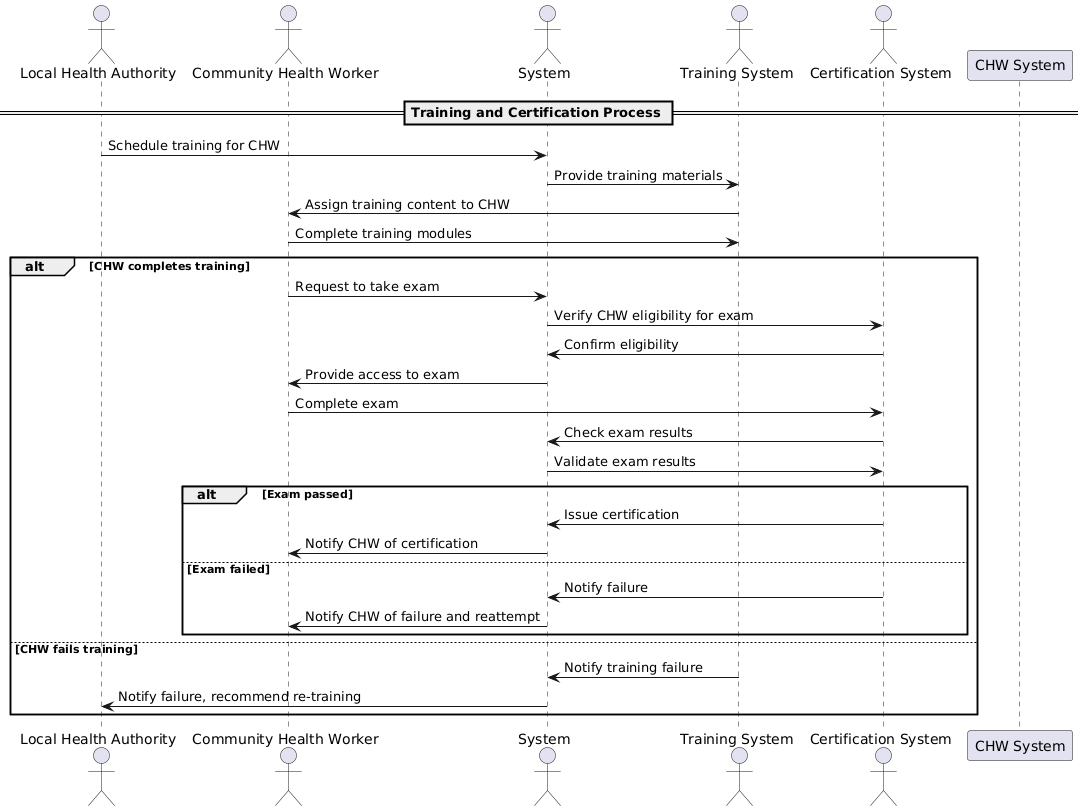 Local Health Authority
Community Health Worker
System
Training System
Certification System
CHW System
Training and Certification Process
Schedule training for CHW
Provide training materials
Assign training content to CHW
Complete training modules
alt [CHW completes training]
Request to take exam
Verify CHW eligibility for exam
Confirm eligibility
Provide access to exam
Complete exam
Check exam results
Validate exam results
alt [Exam passed]
Issue certification
Notify CHW of certification
[Exam failed]
Notify failure
Notify CHW of failure and reattempt
[CHW fails training]
Notify training failure
Notify failure, recommend re-training
Local Health Authority
Community Health Worker
System
Training System
Certification System
CHW System